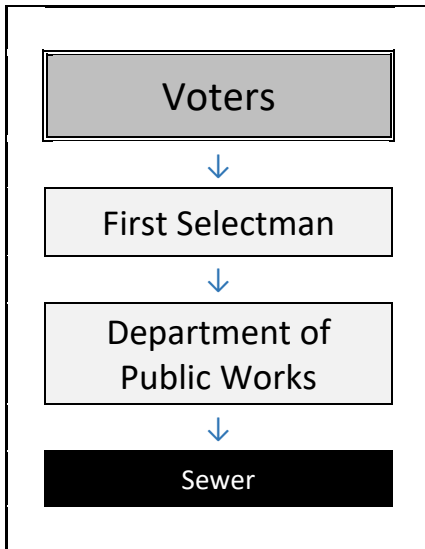 Voters
First Selectman
Department of
Public Works
Sewer